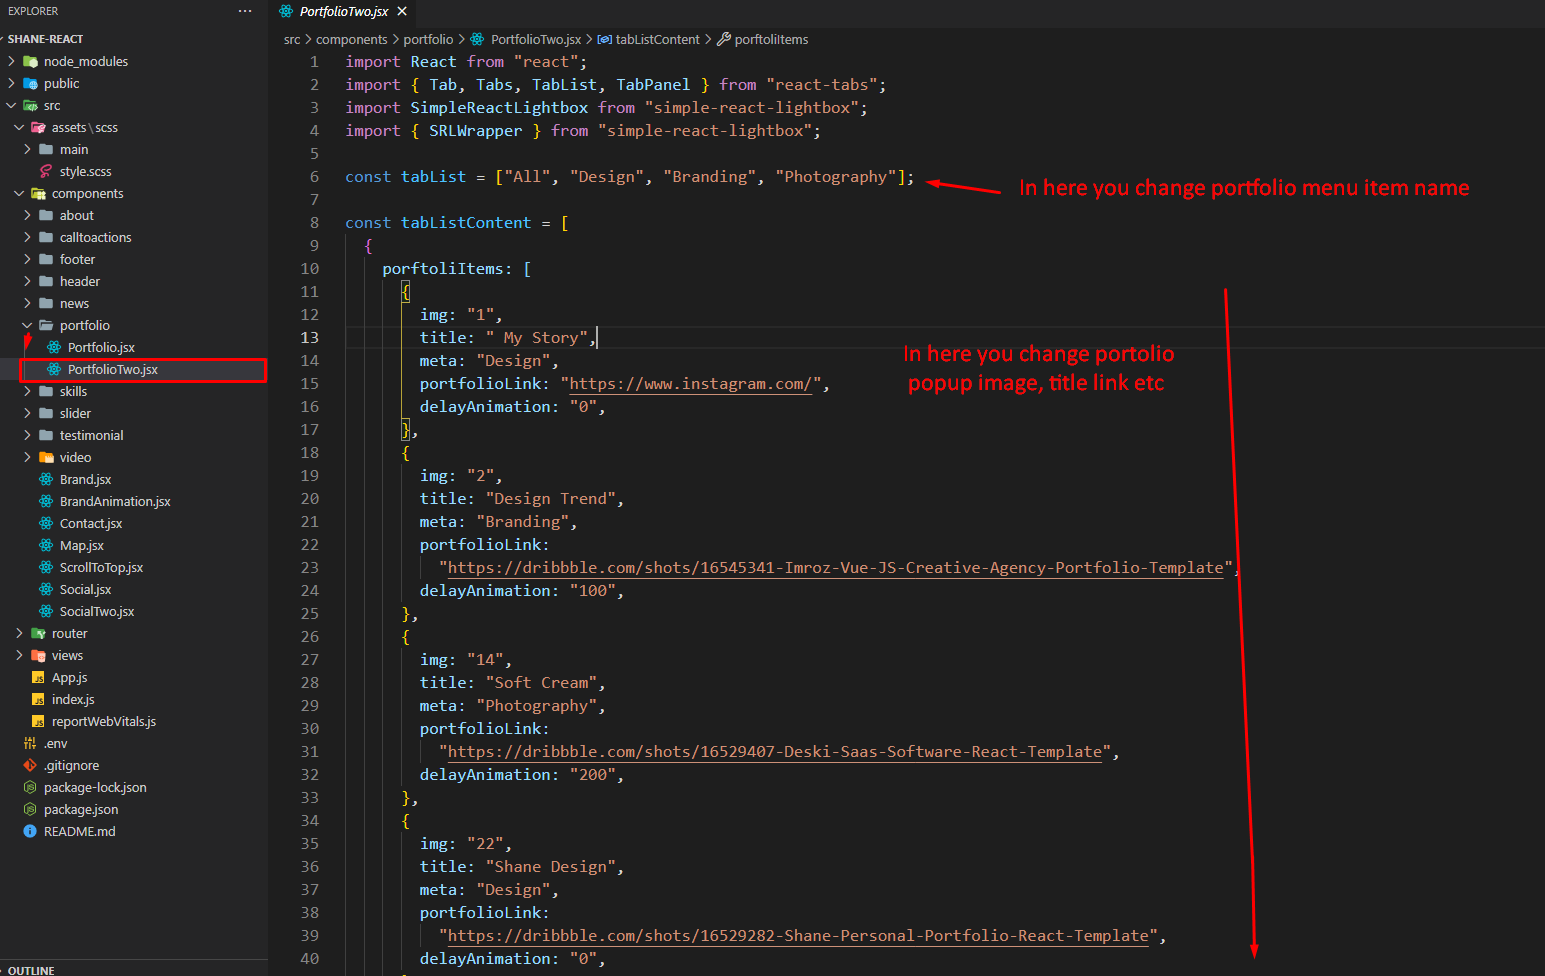 EXPLORER
SHANE-REACT
node_modules
public
src
assets\scss
main
style.scss
components
about
calltoactions
footer
header
news
portfolio
Portfolio.jsx
PortfolioTwo.jsx
skills
slider
testimonial
video
Brand.jsx
BrandAnimation.jsx
Contact.jsx
Map.jsx
ScrollToTop.jsx
Social.jsx
SocialTwo.jsx
router
views
App.js
index.js
reportWebVitals.js
.env
.gitignore
package-lock.json
package.json
README.md
OUTLINE
PortfolioTwo.jsx
src > components > portfolio > PortfolioTwo.jsx > tabListContent > porftoliItems
1 import React from "react";
2 import { Tab, Tabs, TabList, TabPanel } from "react-tabs";
3 import SimpleReactLightbox from "simple-react-lightbox";
4 import { SRLWrapper } from "simple-react-lightbox";
5
6 const tabList = ["All", "Design", "Branding", "Photography"];
In here you change portfolio menu item name
7
8 const tabListContent = [
9 {
10 porftoliItems: [
11 {
12 img: "1",
13 title: " My Story",
14 meta: "Design",
15 portfolioLink: "https://www.instagram.com/",
16 delayAnimation: "0",
In here you change portolio
popup image, title link etc
17 },
18 {
19 img: "2",
20 title: "Design Trend",
21 meta: "Branding",
22 portfolioLink:
23 "https://dribbble.com/shots/16545341-Imroz-Vue-JS-Creative-Agency-Portfolio-Template",
24 delayAnimation: "100",
25 },
26 {
27 img: "14",
28 title: "Soft Cream",
29 meta: "Photography",
30 portfolioLink:
31 "https://dribbble.com/shots/16529407-Deski-Saas-Software-React-Template",
32 delayAnimation: "200",
33 },
34 {
35 img: "22",
36 title: "Shane Design",
37 meta: "Design",
38 portfolioLink:
39 "https://dribbble.com/shots/16529282-Shane-Personal-Portfolio-React-Template",
40 delayAnimation: "0",